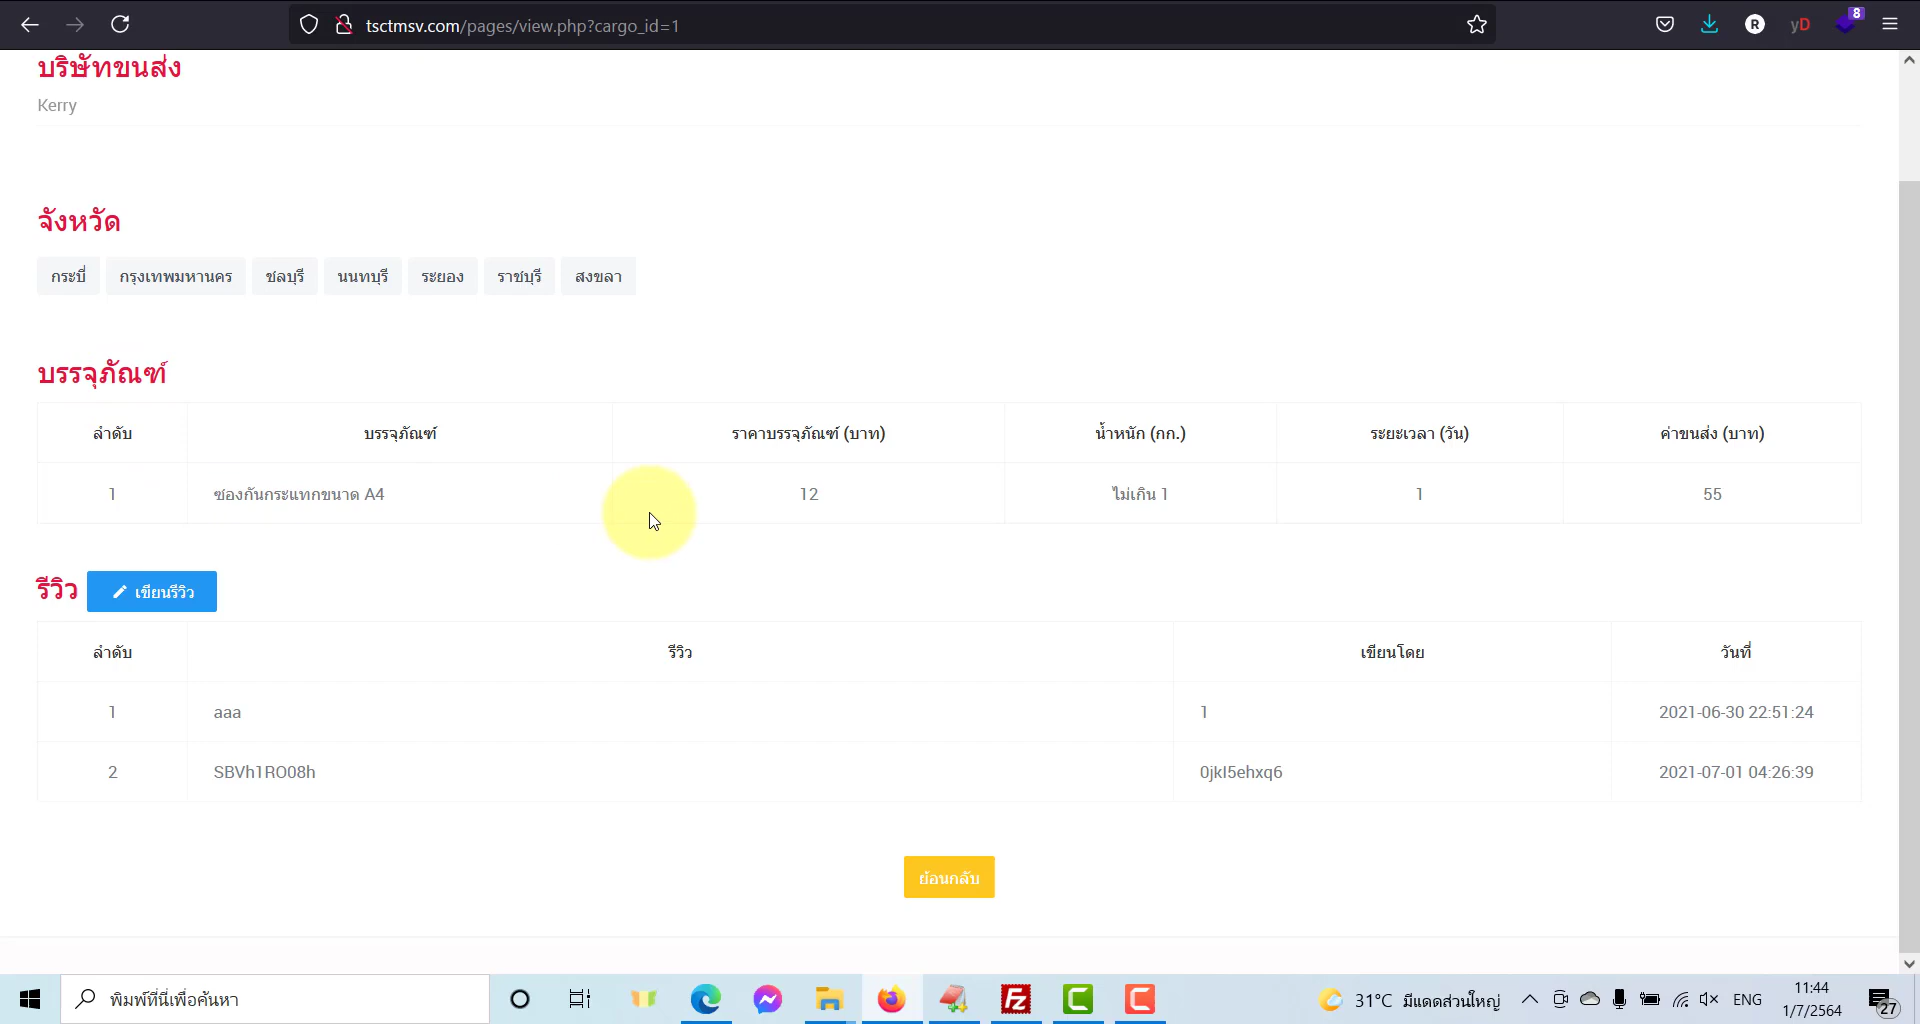 tsctmsv.com/pages/view.php?cargo_id=1
R
yD
8
บริษัทขนส่ง
Kerry
จังหวัด
กระบี่ กรุงเทพมหานคร ชลบุรี นนทบุรี ระยอง ราชบุรี สงขลา
บรรจุภัณฑ์
ลำดับ บรรจุภัณฑ์ ราคาบรรจุภัณฑ์ (บาท) น้ำหนัก (กก.) ระยะเวลา (วัน) ค่าขนส่ง (บาท)
1 ซองกันกระแทกขนาด A4 12 ไม่เกิน 1 1 55
รีวิว เขียนรีวิว
ลำดับ รีวิว เขียนโดย วันที่
1 aaa 1 2021-06-30 22:51:24
2 SBVh1RO08h 0jkI5ehxq6 2021-07-01 04:26:39
ย้อนกลับ
พิมพ์ที่นี่เพื่อค้นหา
Fz
C
C
31°C มีแดดส่วนใหญ่
ENG
11:44
1/7/2564
27